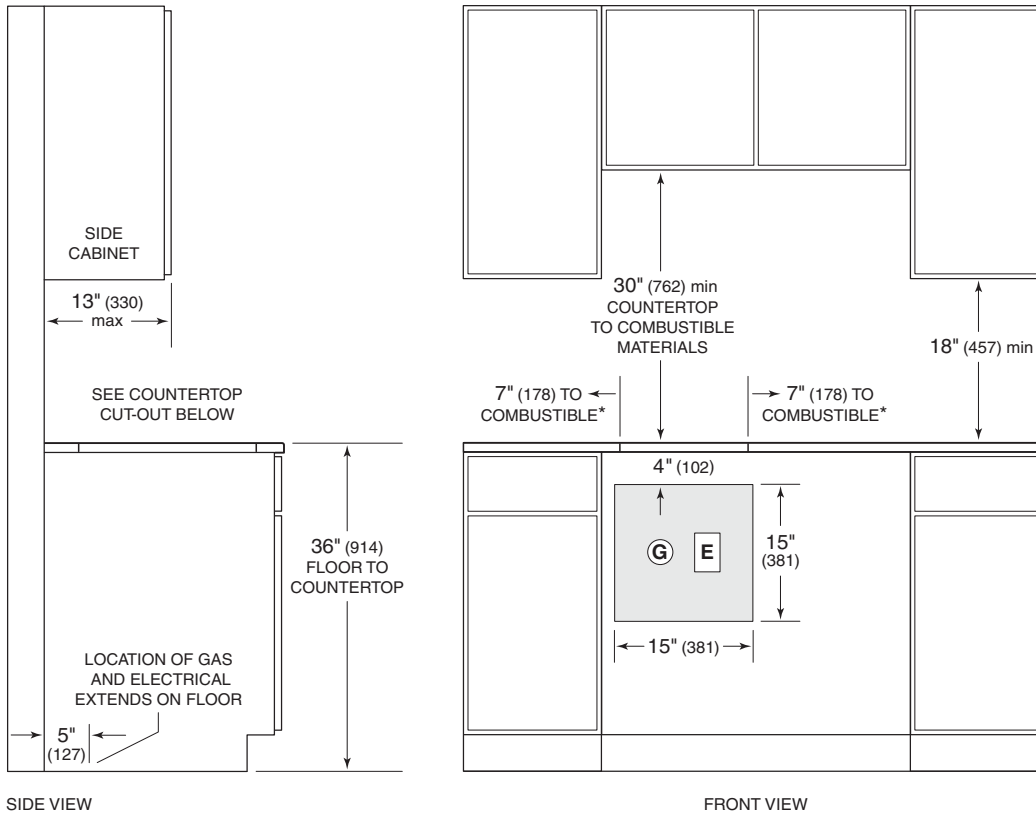 SIDE
CABINET
13" (330)
max
SEE COUNTERTOP
CUT-OUT BELOW
36" (914)
FLOOR TO
COUNTERTOP
LOCATION OF GAS
AND ELECTRICAL
EXTENDS ON FLOOR
5"
(127)
SIDE VIEW
30" (762) min
COUNTERTOP
TO COMBUSTIBLE
MATERIALS
18" (457) min
7" (178) TO
COMBUSTIBLE*
7" (178) TO
COMBUSTIBLE*
4" (102)
G
E
15"
(381)
15" (381)
FRONT VIEW